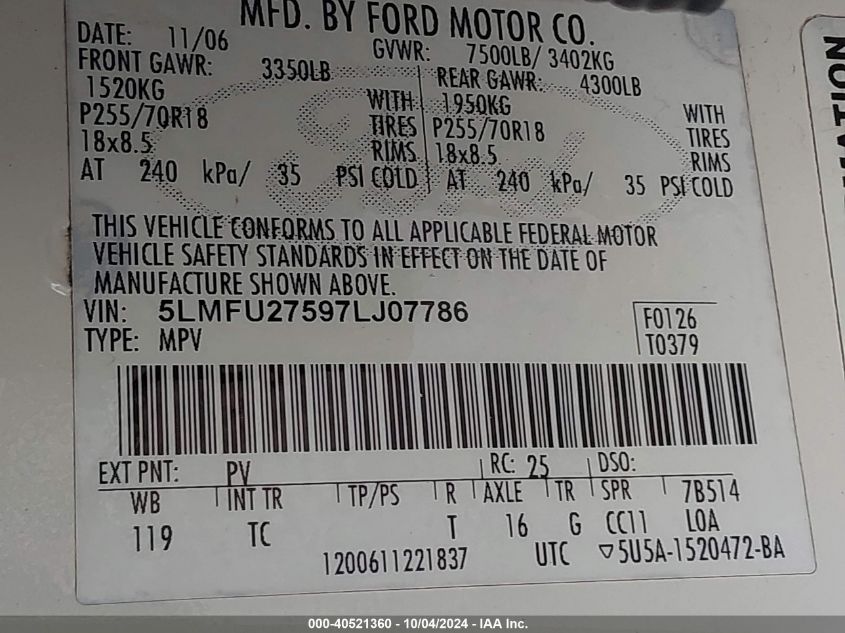 MFD. BY FORD MOTOR CO.
DATE: 11/06 GVWR: 7500LB/ 3402KG
FRONT GAWR: 3350LB REAR GAWR: 4300LB
1520KG WITH 1950KG WITH
P255/70R18 TIRES P255/70R18 TIRES
18x8.5 RIMS 18x8.5 RIMS
AT 240 kPa/ 35 PSI COLD AT 240 kPa/ 35 PSI COLD
THIS VEHICLE CONFORMS TO ALL APPLICABLE FEDERAL MOTOR
VEHICLE SAFETY STANDARDS IN EFFECT ON THE DATE OF
MANUFACTURE SHOWN ABOVE.
VIN: 5LMFU27597LJ07786 F0126
TYPE: MPV T0379
EXT PNT: PV RC: 25 DSO:
WB INT TR TP/PS R AXLE TR SPR 7B514
119 TC T 16 G CC11 LOA
1200611221837 UTC ▽5U5A-1520472-BA
000-40521360 - 10/04/2024 - IAA Inc.